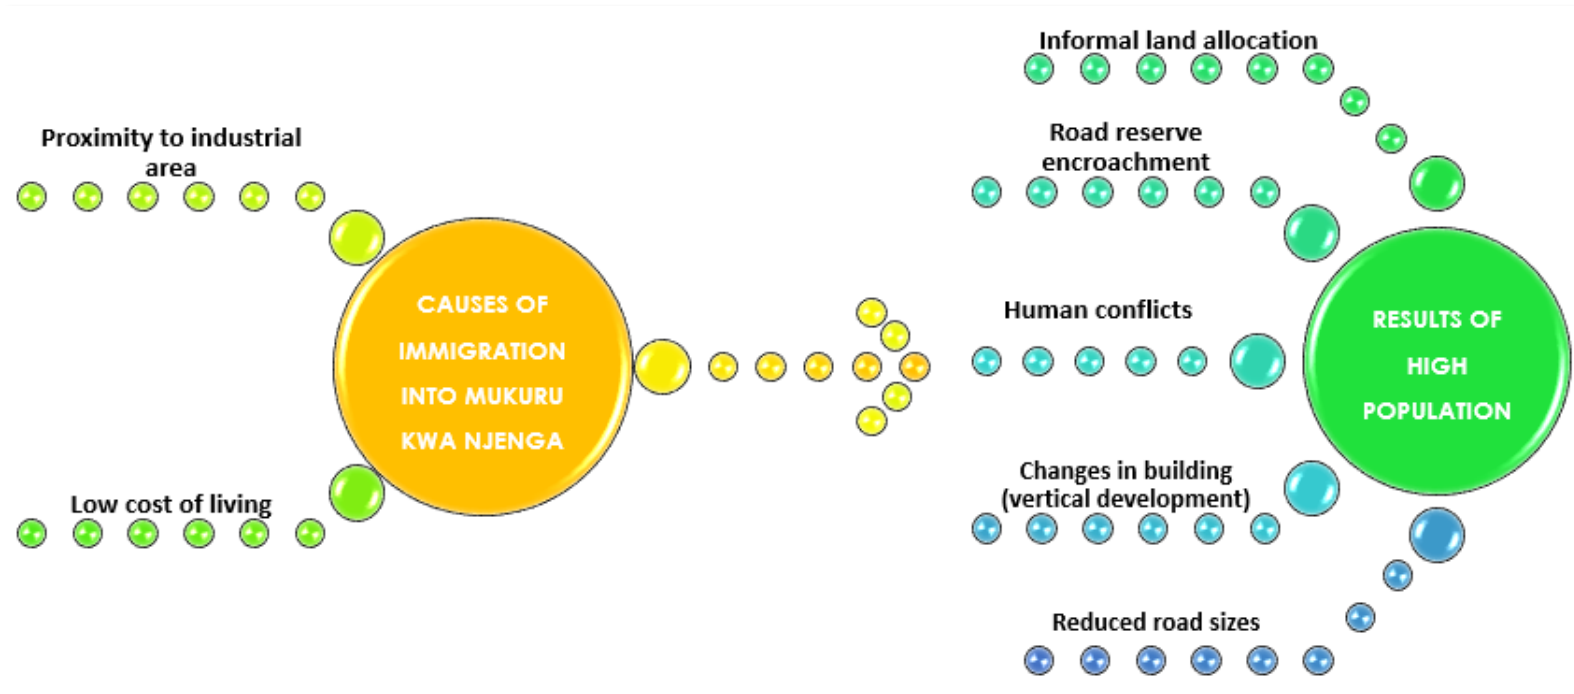 Proximity to industrial
area
Low cost of living
CAUSES OF
IMMIGRATION
INTO MUKURU
KWA NJENGA
Informal land allocation
Road reserve
encroachment
Human conflicts
Changes in building
(vertical development)
Reduced road sizes
RESULTS OF
HIGH
POPULATION